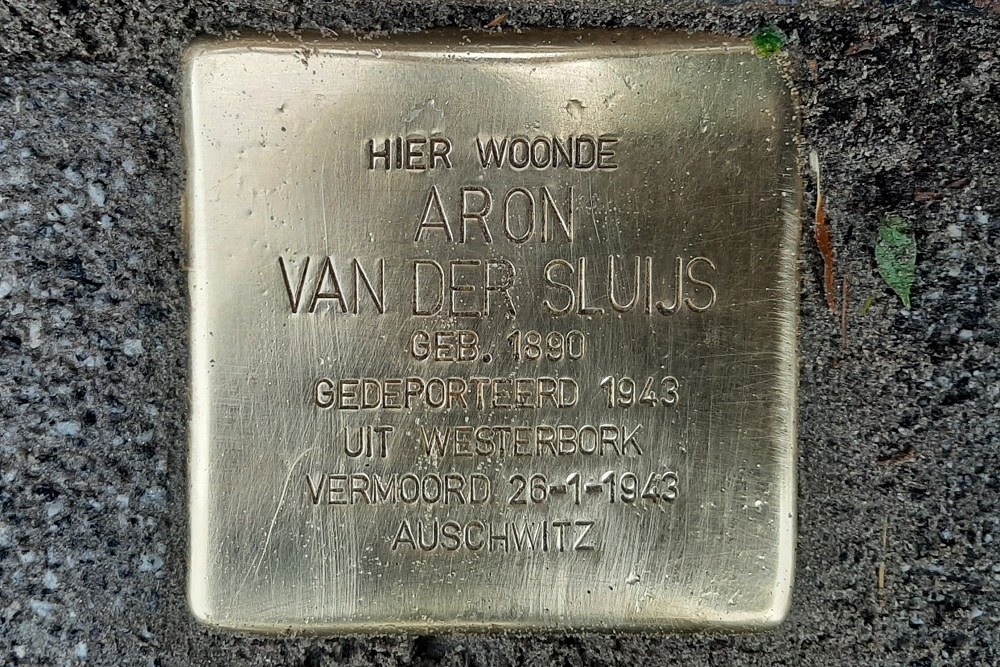 HIER WOONDE
ARON
VAN DER SLUIJS
GEB. 1890
GEDEPORTEERD 1943
UIT WESTERBORK
VERMOORD 26-1-1943
AUSCHWITZ